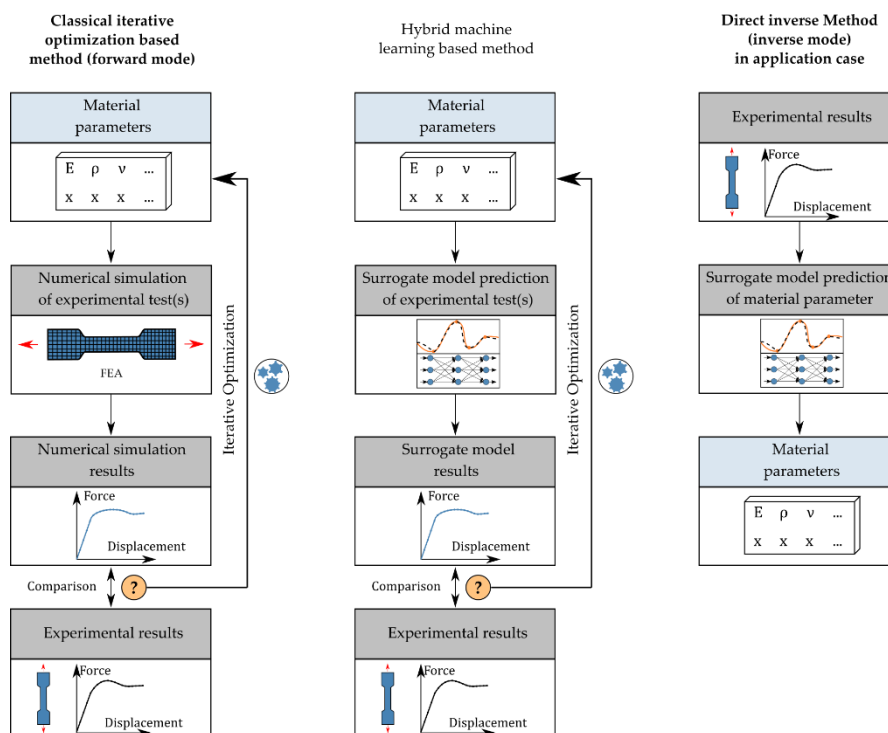 Classical iterative
optimization based
method (forward mode)
Material
parameters
E ρ ν ...
x x x ...
Numerical simulation
of experimental test(s)
FEA
Numerical simulation
results
Force
Displacement
Comparison
?
Iterative Optimization
Experimental results
Force
Displacement
Hybrid machine
learning based method
Material
parameters
E ρ ν ...
x x x ...
Surrogate model prediction
of experimental test(s)
Surrogate model
results
Force
Displacement
Comparison
?
Iterative Optimization
Experimental results
Force
Displacement
Direct inverse Method
(inverse mode)
in application case
Experimental results
Force
Displacement
Surrogate model prediction
of material parameter
Material
parameters
E ρ ν ...
x x x ...